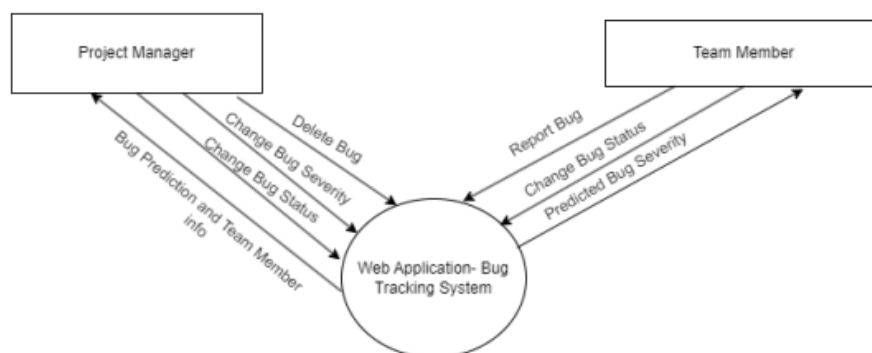 Project Manager
Team Member
Delete Bug
Change Bug Severity
Change Bug Status
Bug Prediction and Team Member
info
Report Bug
Change Bug Status
Predicted Bug Severity
Web Application- Bug
Tracking System